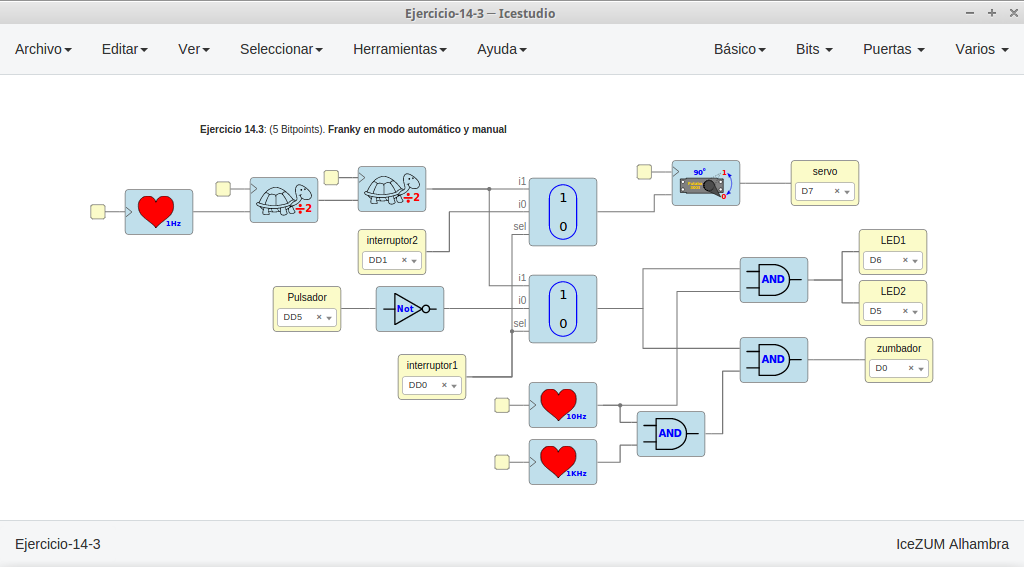 Ejercicio-14-3 — Icestudio
Archivo Editar Ver Seleccionar Herramientas Ayuda Básico Bits Puertas Varios
Ejercicio 14.3: (5 Bitpoints). Franky en modo automático y manual
1Hz
÷2
÷2
interruptor2
DD1
i1
i0
sel
1
0
90°
1
0
servo
D7
Pulsador
DD5
Not
i1
i0
sel
1
0
interruptor1
DD0
AND
LED1
D6
LED2
D5
AND
zumbador
D0
10Hz
AND
1KHz
Ejercicio-14-3
IceZUM Alhambra